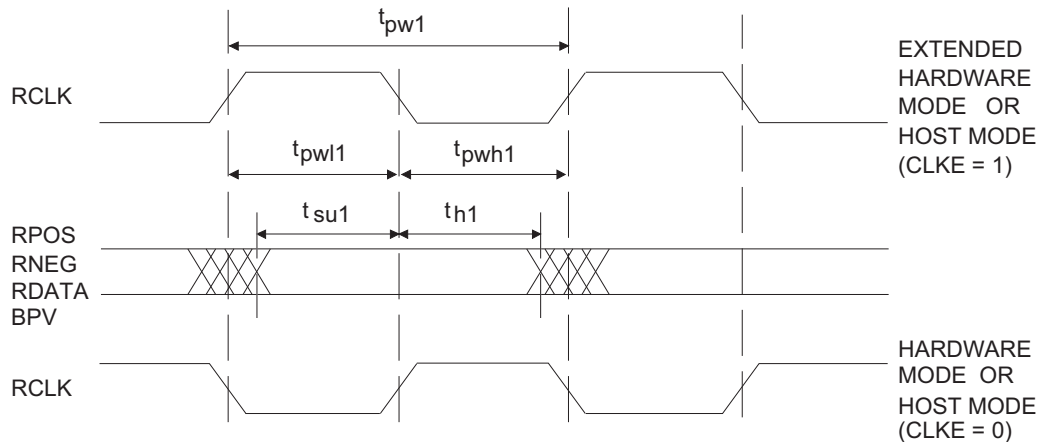 tpw1
RCLK
EXTENDED
HARDWARE
MODE OR
HOST MODE
(CLKE = 1)
tpwl1
tpwh1
tsu1
th1
RPOS
RNEG
RDATA
BPV
RCLK
HARDWARE
MODE OR
HOST MODE
(CLKE = 0)